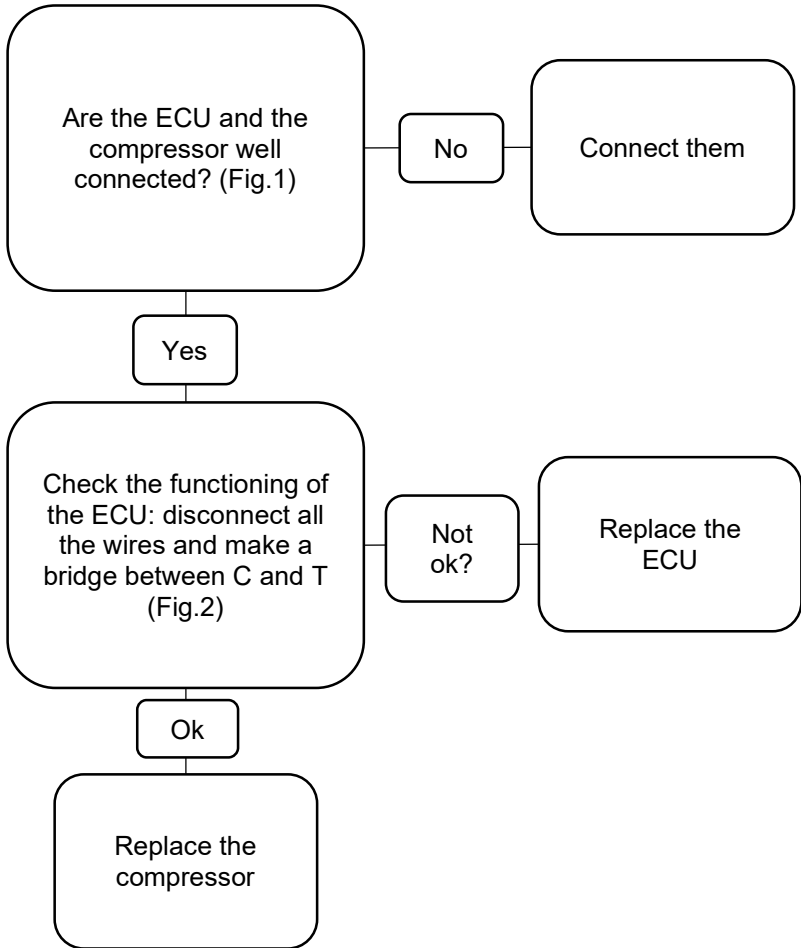 Are the ECU and the
compressor well
connected? (Fig.1)
No
Connect them
Yes
Check the functioning of
the ECU: disconnect all
the wires and make a
bridge between C and T
(Fig.2)
Not
ok?
Replace the
ECU
Ok
Replace the
compressor